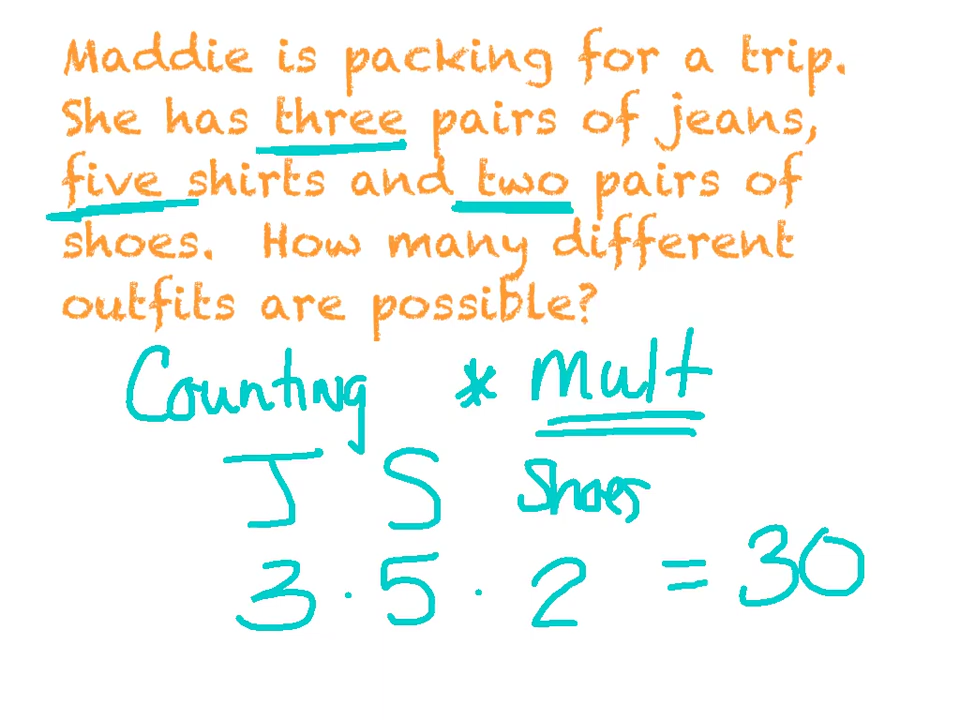 Maddie is packing for a trip.
She has three pairs of jeans,
five shirts and two pairs of
shoes. How many different
outfits are possible?
Counting * Mult
J S Shoes
3 · 5 · 2 = 30